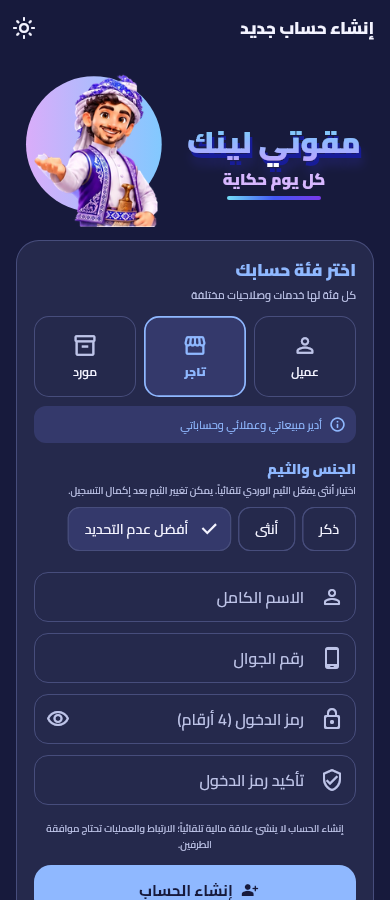 إنشاء حساب جديد
مقوتي لينك
كل يوم حكاية
اختر فئة حسابك
كل فئة لها خدمات وصلاحيات مختلفة
عميل
تاجر
مورد
أدير مبيعاتي وعملائي وحساباتي
الجنس والثيم
اختيار أنثى يفعّل الثيم الوردي تلقائياً. يمكن تغيير الثيم بعد إكمال التسجيل.
ذكر
أنثى
أفضل عدم التحديد
الاسم الكامل
رقم الجوال
رمز الدخول (4 أرقام)
تأكيد رمز الدخول
إنشاء الحساب لا ينشئ علاقة مالية تلقائياً؛ الارتباط والعمليات تحتاج موافقة
الطرفين.
إنشاء الحساب